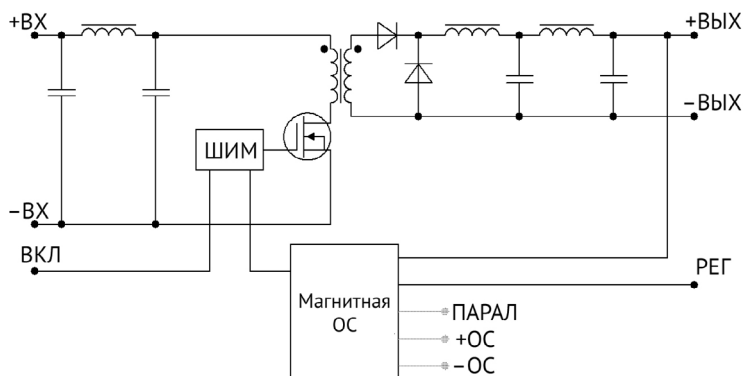 +ВХ
+ВЫХ
−ВЫХ
ШИМ
−ВХ
ВКЛ
Магнитная
ОС
РЕГ
ПАРАЛ
+ОС
−ОС